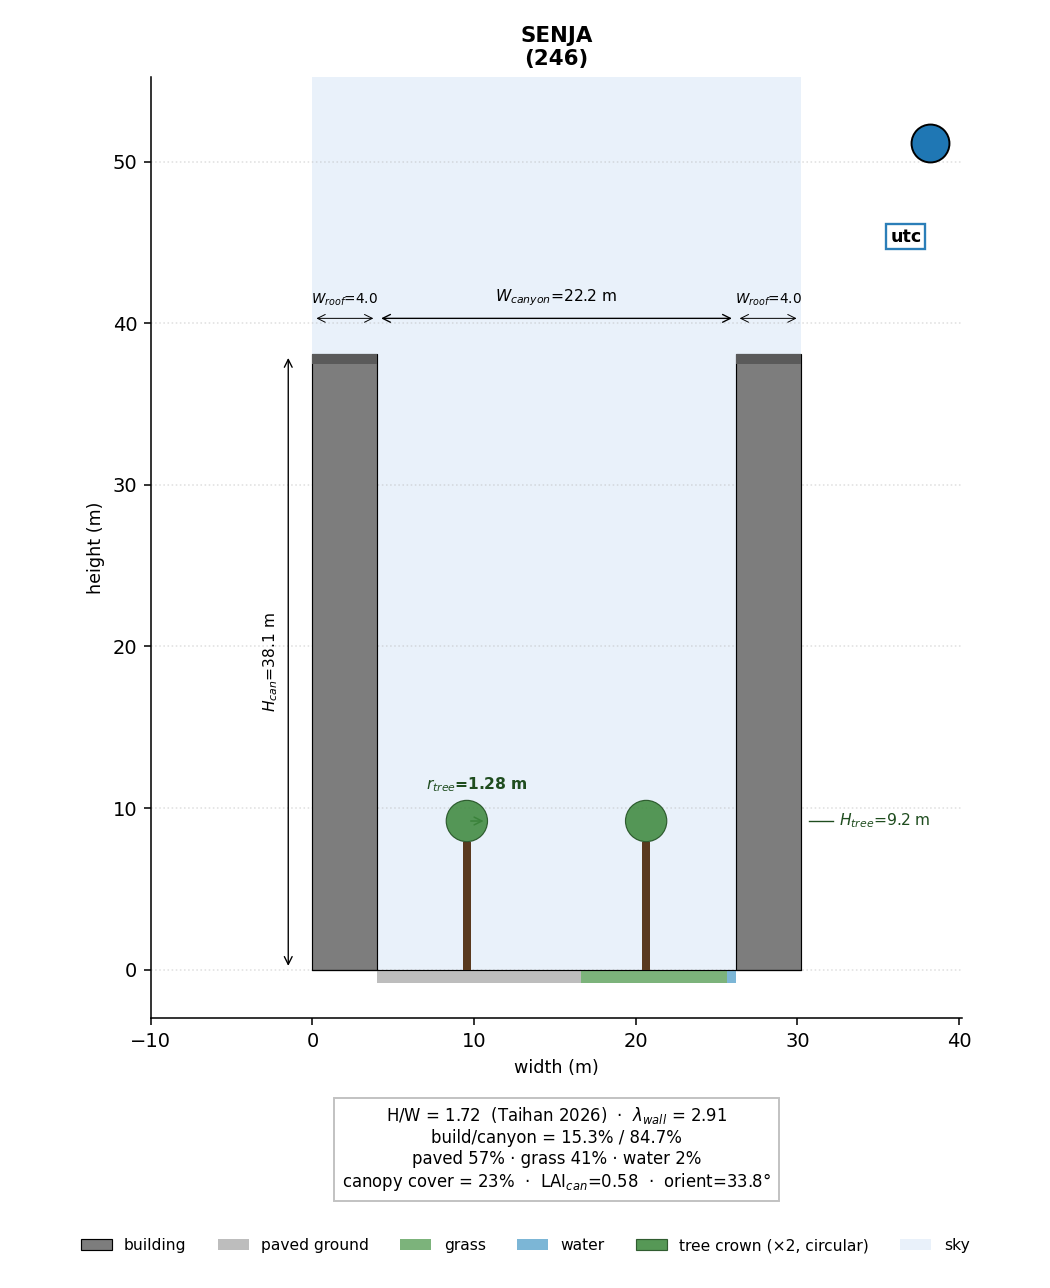 SENJA
(246)
50
40
30
20
10
0
height (m)
utc
W_roof=4.0
W_canyon=22.2 m
W_roof=4.0
H_can=38.1 m
r_tree=1.28 m
H_tree=9.2 m
−10
0
10
20
30
40
width (m)
H/W = 1.72 (Taihan 2026) · λ_wall = 2.91
build/canyon = 15.3% / 84.7%
paved 57% · grass 41% · water 2%
canopy cover = 23% · LAI_can=0.58 · orient=33.8°
building
paved ground
grass
water
tree crown (×2, circular)
sky